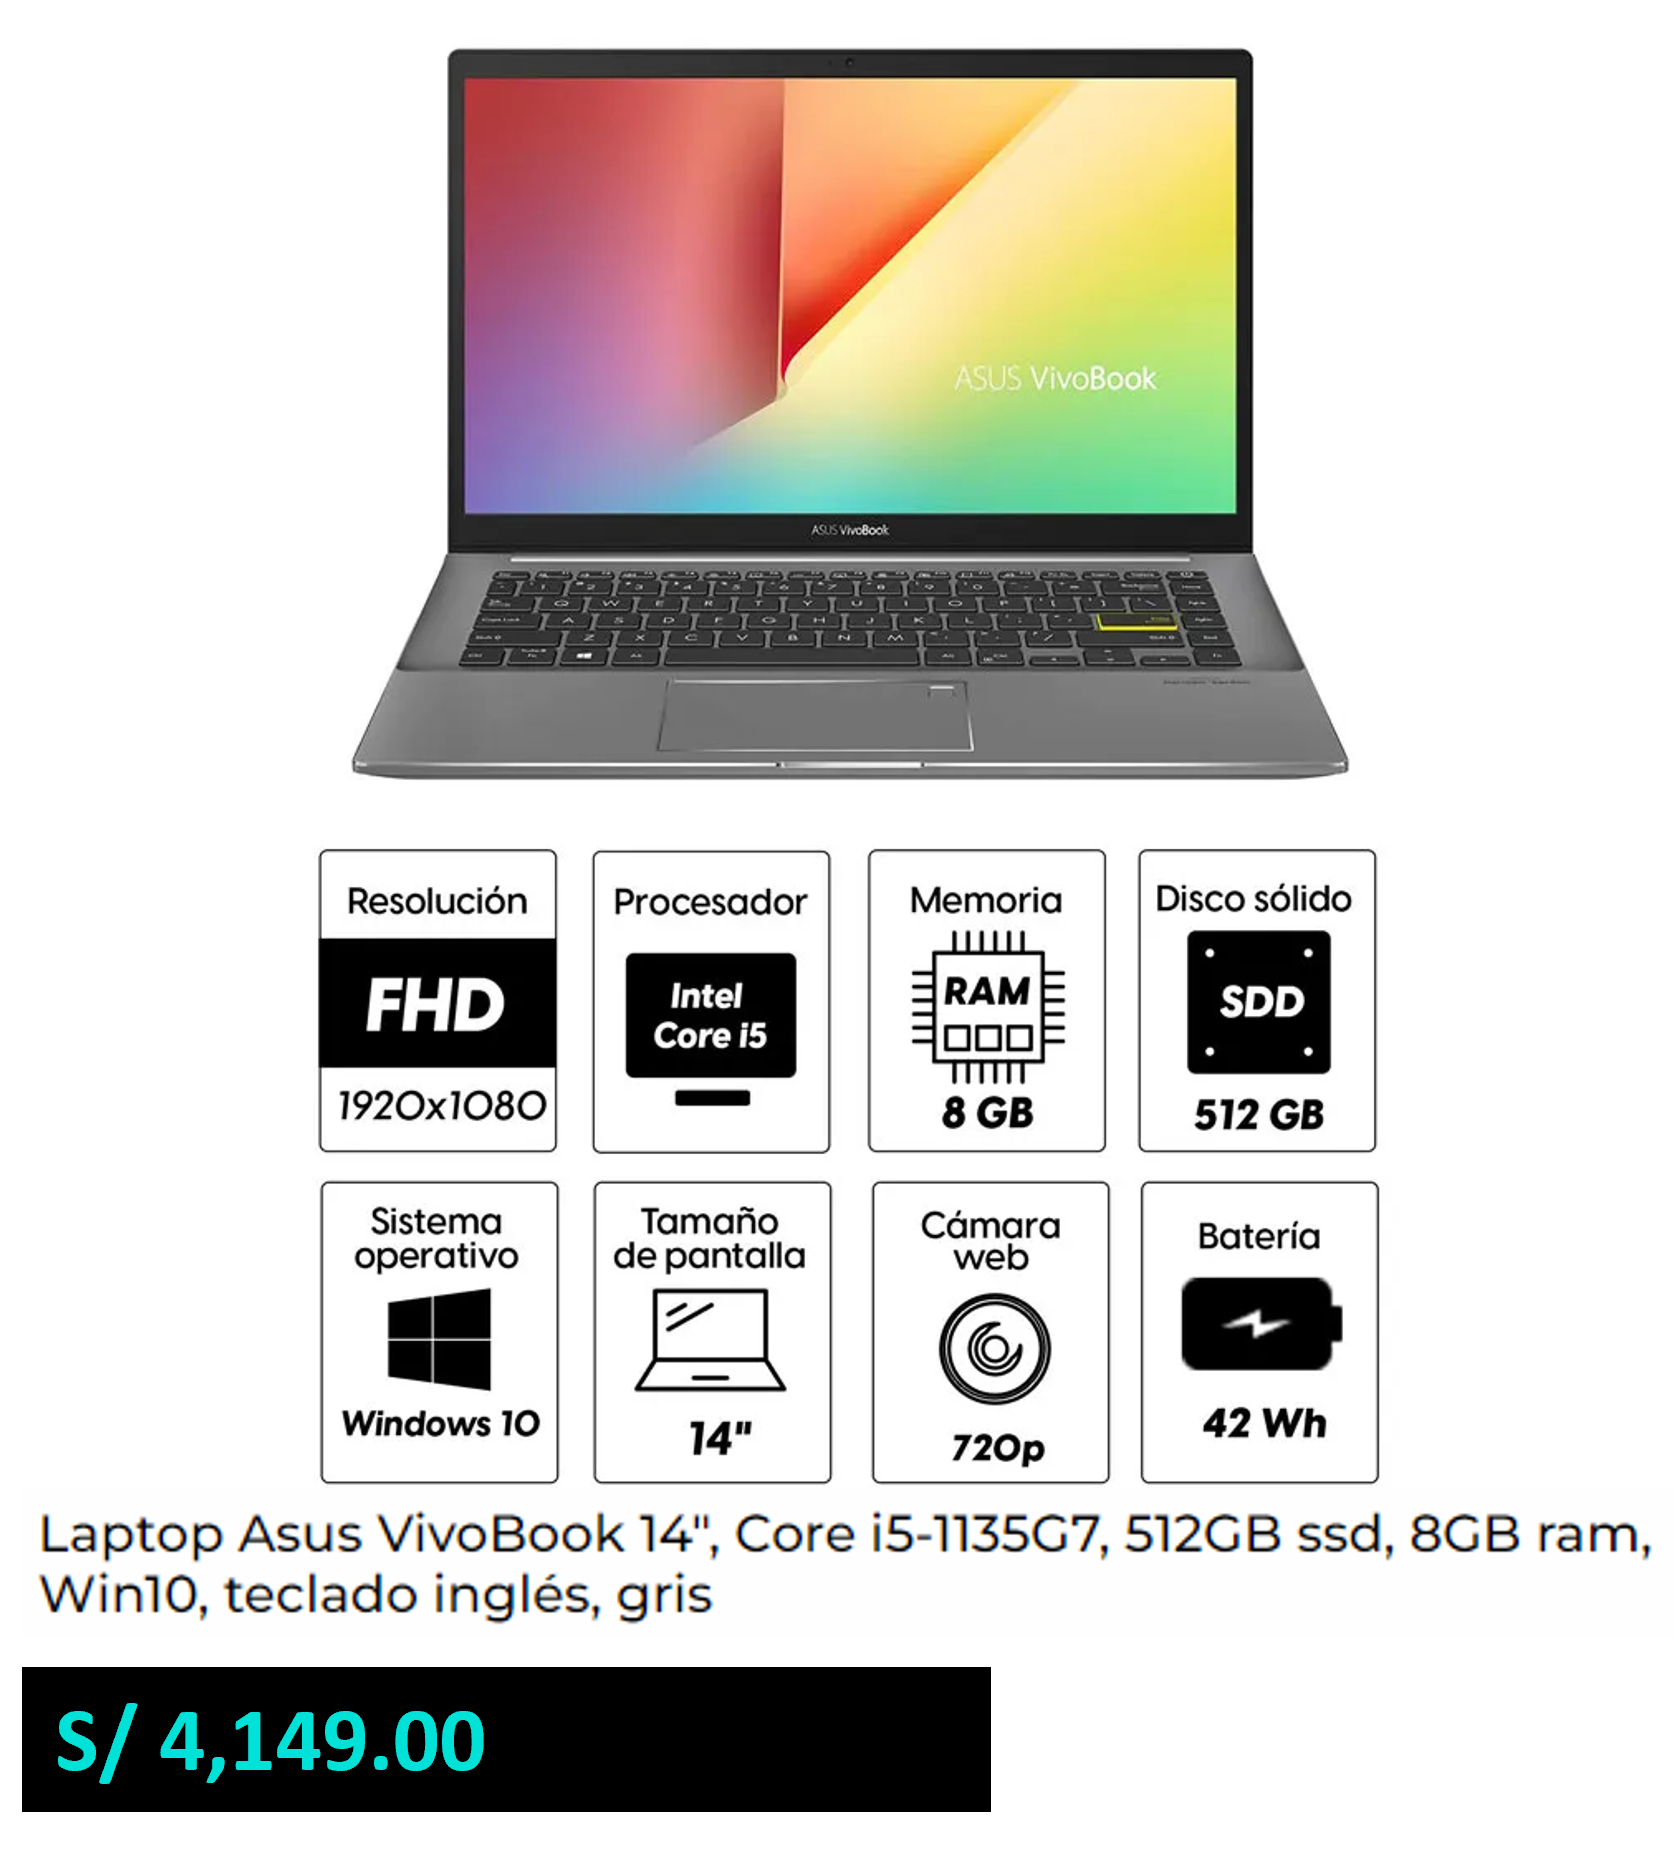 ASUS VivoBook
ASUS VivoBook
Resolución
FHD
1920x1080
Procesador
Intel
Core i5
Memoria
RAM
8 GB
Disco sólido
SDD
512 GB
Sistema
operativo
Windows 10
Tamaño
de pantalla
14"
Cámara
web
720p
Batería
42 Wh
Laptop Asus VivoBook 14", Core i5-1135G7, 512GB ssd, 8GB ram,
Win10, teclado inglés, gris
S/ 4,149.00